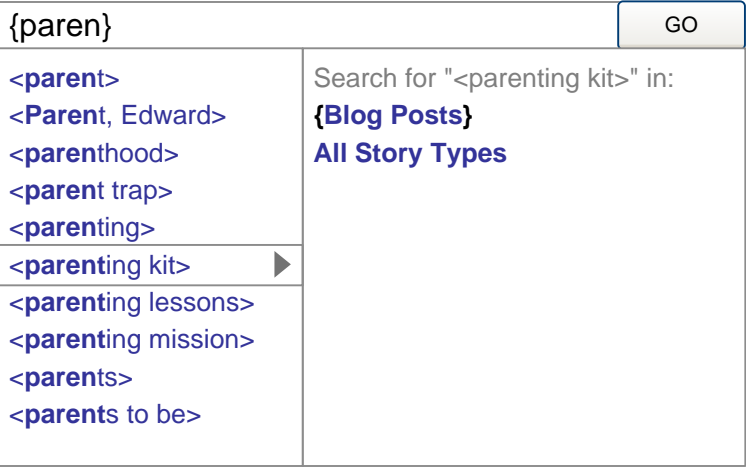 {paren}
GO
<parent>
<Parent, Edward>
<parenthood>
<parent trap>
<parenting>
<parenting kit>
<parenting lessons>
<parenting mission>
<parents>
<parents to be>
Search for "<parenting kit>" in:
{Blog Posts}
All Story Types